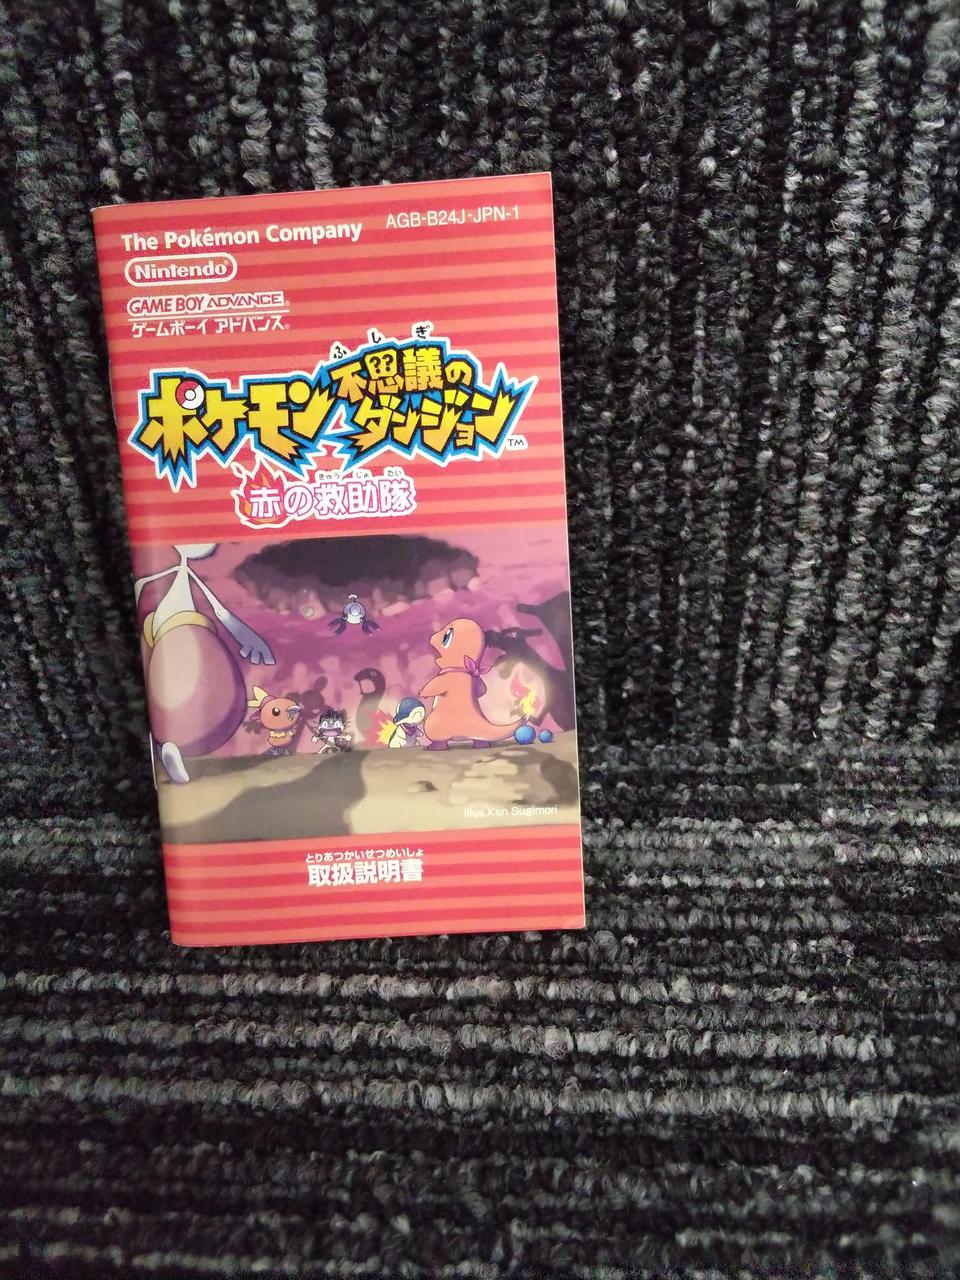 The Pokémon Company
AGB-B24J-JPN-1
Nintendo®
GAME BOY ADVANCE®
ゲームボーイ アドバンス®
ふしぎ
ポケモン不思議の
ダンジョン™
きゅうじょたい
赤の救助隊
Illus.Ken Sugimori
とりあつかいせつめいしょ
取扱説明書